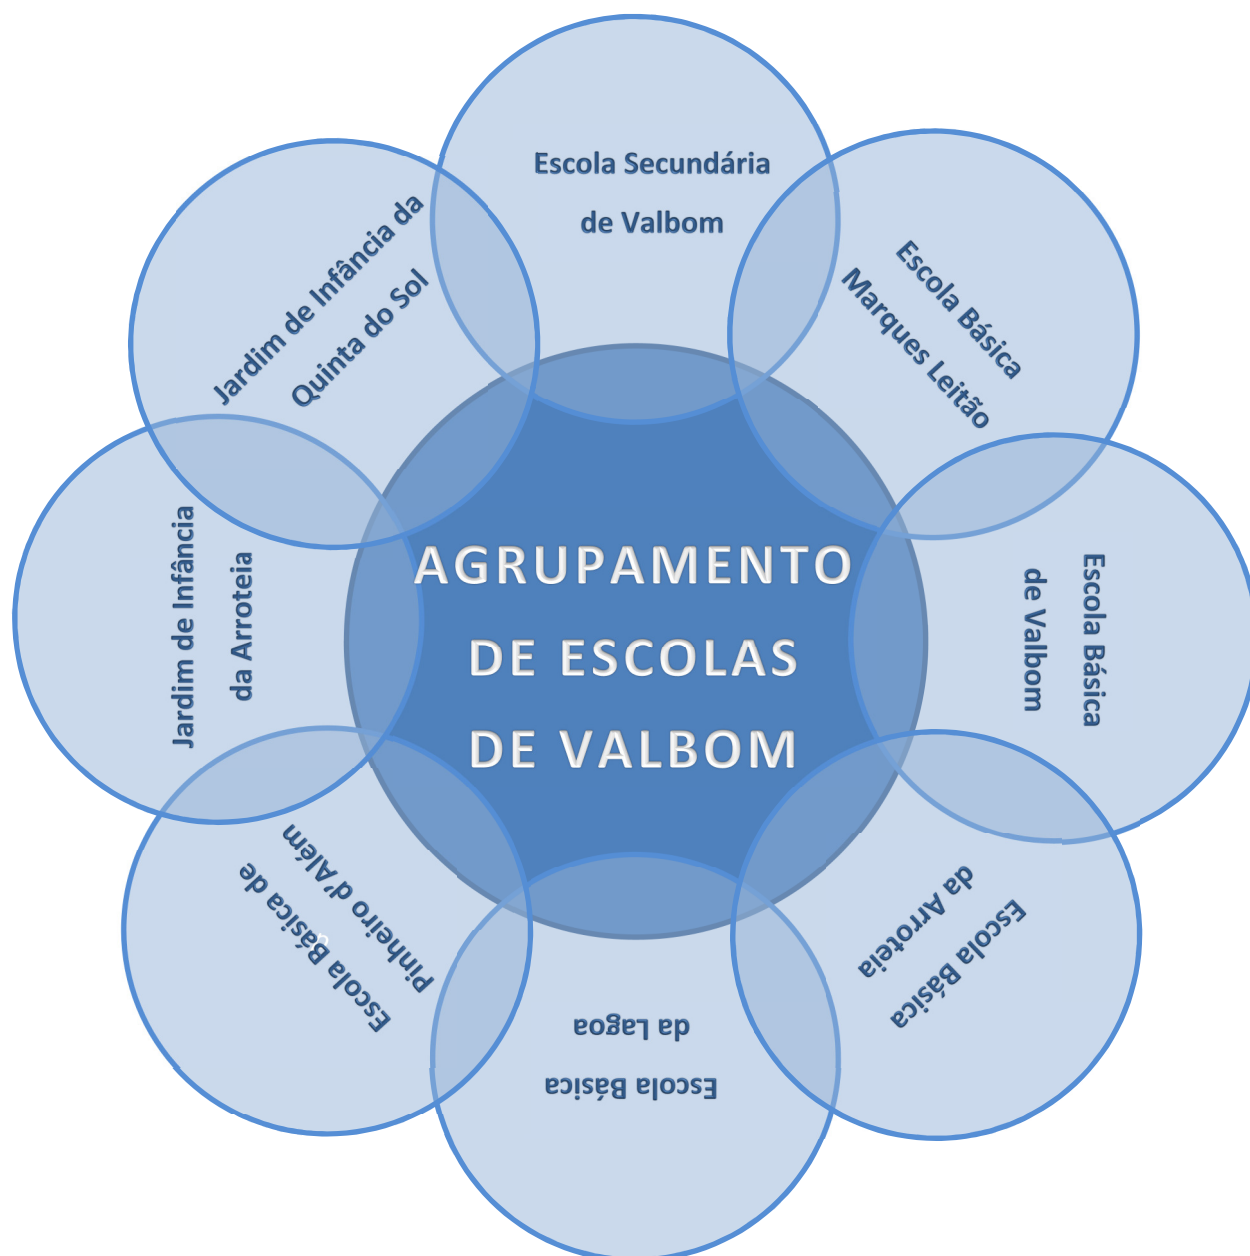 Escola Secundária
de Valbom
Escola Básica
Marques Leitão
Escola Básica
de Valbom
Escola Básica
da Arroteia
Escola Básica
da Lagoa
Escola Básica de
Pinheiro d'Além
Jardim de Infância
da Arroteia
Jardim de Infância da
Quinta do Sol
AGRUPAMENTO
DE ESCOLAS
DE VALBOM